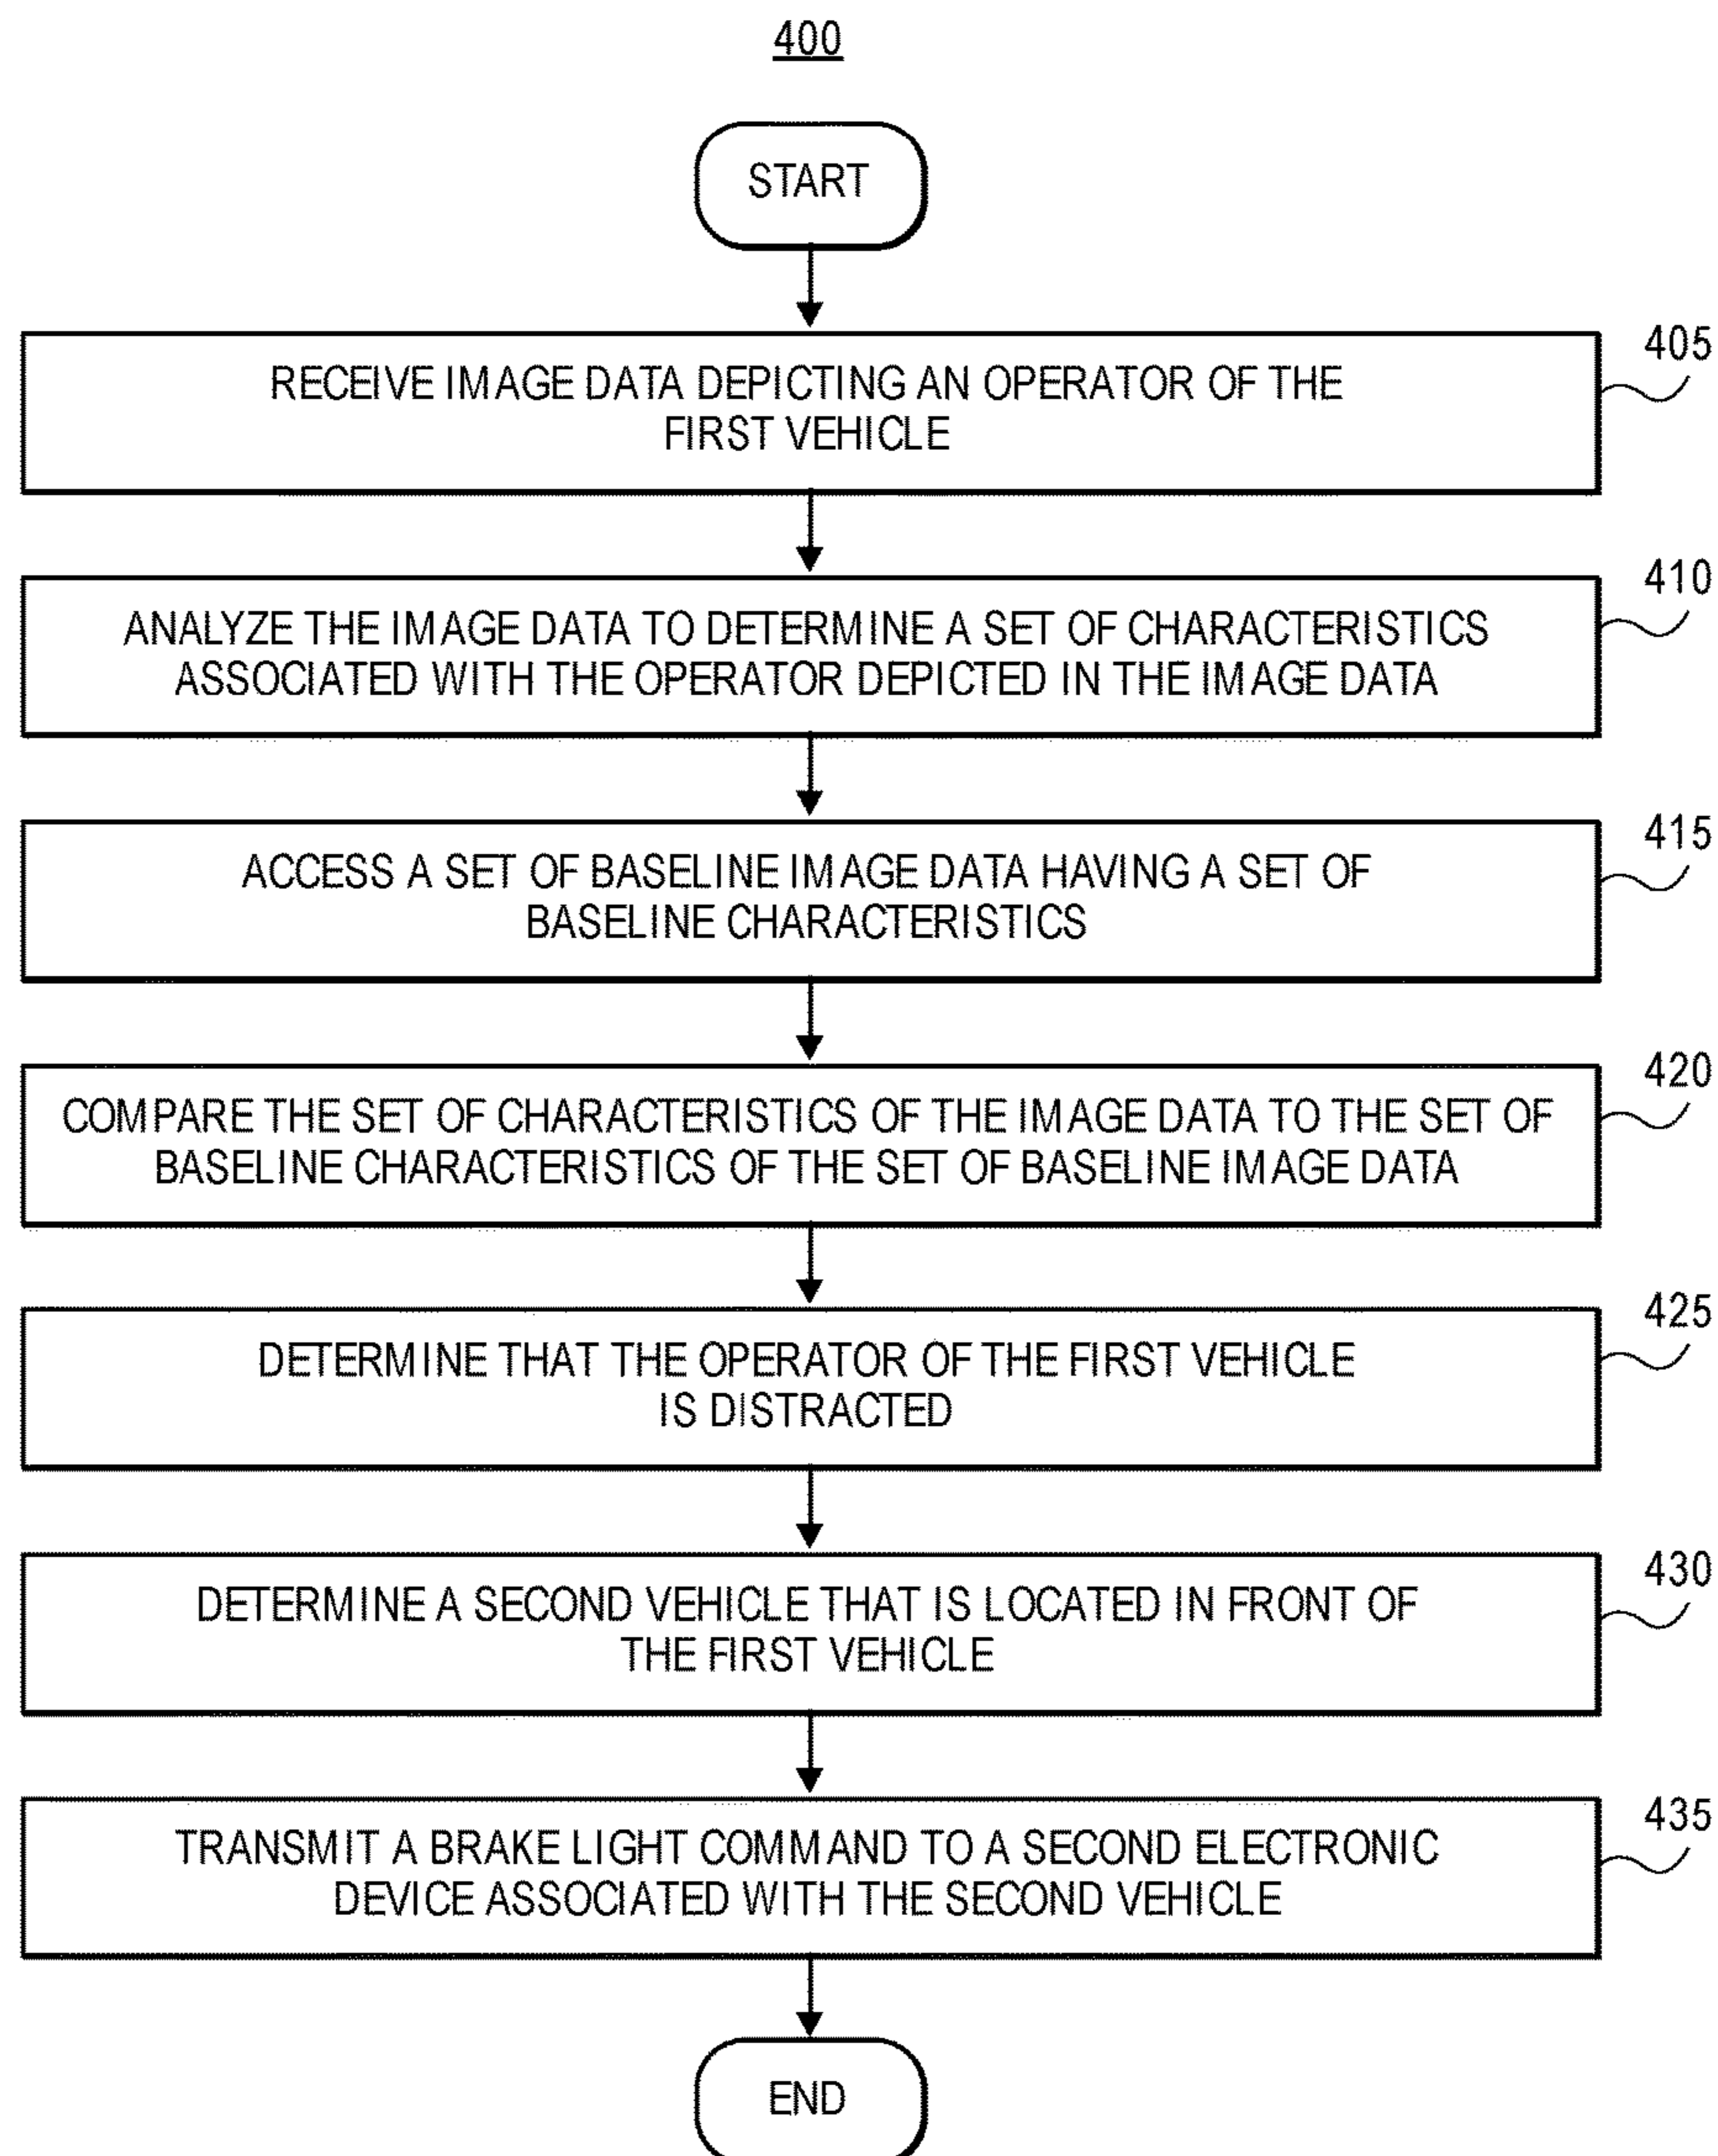 400
START
405
RECEIVE IMAGE DATA DEPICTING AN OPERATOR OF THE
FIRST VEHICLE
410
ANALYZE THE IMAGE DATA TO DETERMINE A SET OF CHARACTERISTICS
ASSOCIATED WITH THE OPERATOR DEPICTED IN THE IMAGE DATA
415
ACCESS A SET OF BASELINE IMAGE DATA HAVING A SET OF
BASELINE CHARACTERISTICS
420
COMPARE THE SET OF CHARACTERISTICS OF THE IMAGE DATA TO THE SET OF
BASELINE CHARACTERISTICS OF THE SET OF BASELINE IMAGE DATA
425
DETERMINE THAT THE OPERATOR OF THE FIRST VEHICLE
IS DISTRACTED
430
DETERMINE A SECOND VEHICLE THAT IS LOCATED IN FRONT OF
THE FIRST VEHICLE
435
TRANSMIT A BRAKE LIGHT COMMAND TO A SECOND ELECTRONIC
DEVICE ASSOCIATED WITH THE SECOND VEHICLE
END